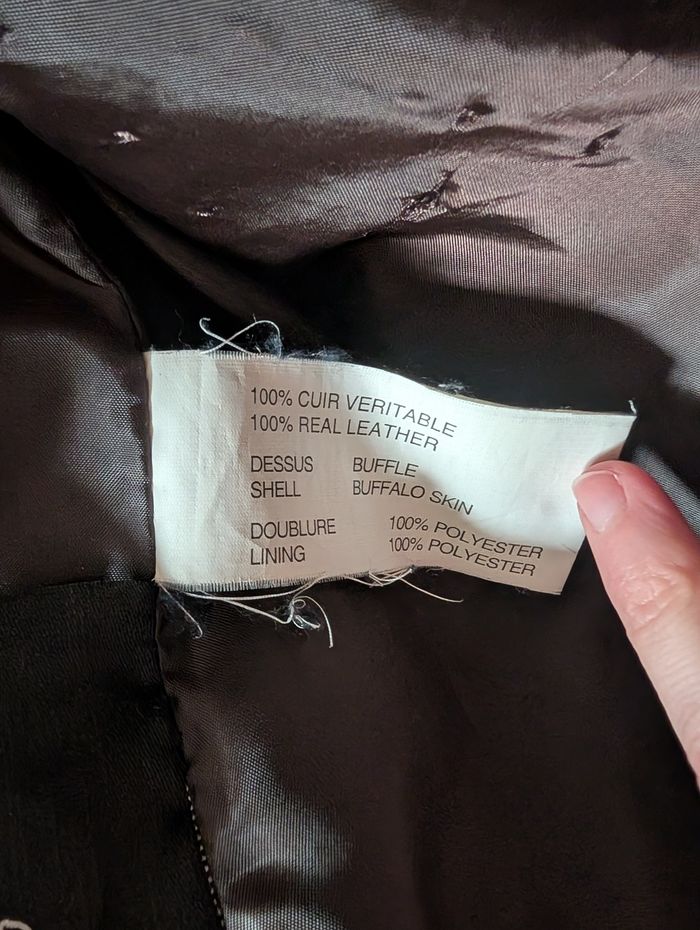 100% CUIR VERITABLE
100% REAL LEATHER
DESSUS BUFFLE
SHELL BUFFALO SKIN
DOUBLURE 100% POLYESTER
LINING 100% POLYESTER